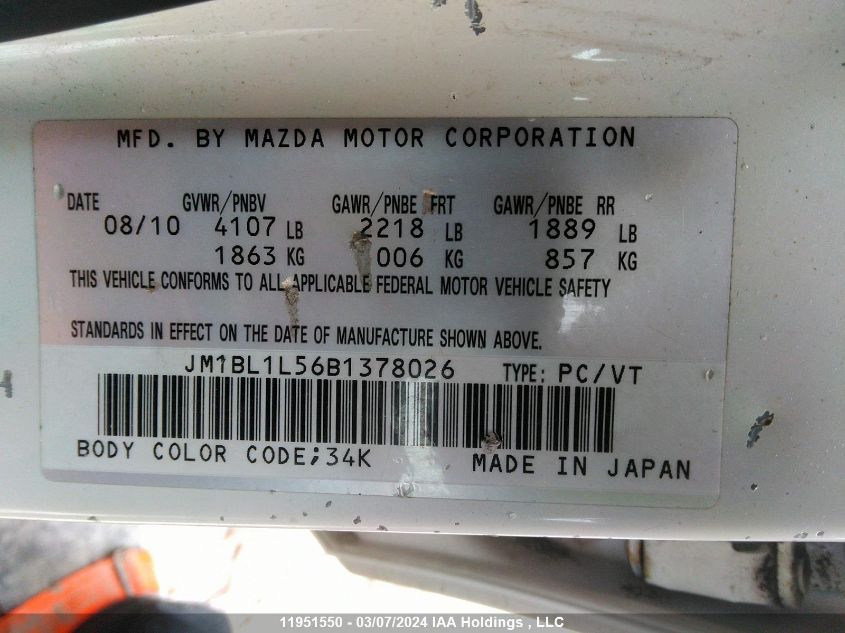 MFD. BY MAZDA MOTOR CORPORATION
DATE GVWR/PNBV GAWR/PNBE FRT GAWR/PNBE RR
08/10 4107 LB 2218 LB 1889 LB
1863 KG 006 KG 857 KG
THIS VEHICLE CONFORMS TO ALL APPLICABLE FEDERAL MOTOR VEHICLE SAFETY
STANDARDS IN EFFECT ON THE DATE OF MANUFACTURE SHOWN ABOVE.
JM1BL1L56B1378026 TYPE: PC/VT
BODY COLOR CODE;34K MADE IN JAPAN
11951550 - 03/07/2024 IAA Holdings , LLC